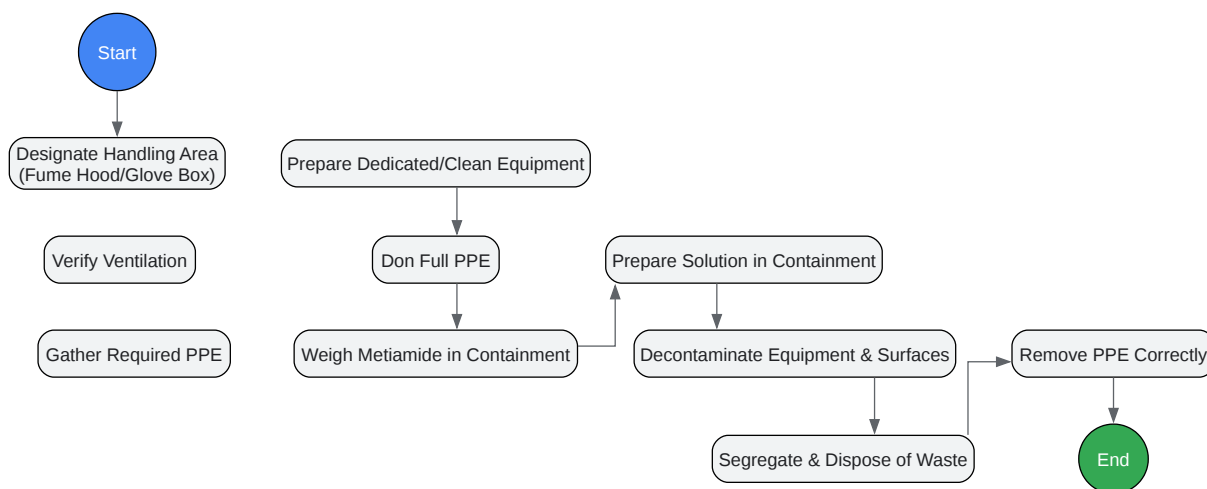 Start
Designate Handling Area
(Fume Hood/Glove Box)
Verify Ventilation
Gather Required PPE
Prepare Dedicated/Clean Equipment
Don Full PPE
Weigh Metiamide in Containment
Prepare Solution in Containment
Decontaminate Equipment & Surfaces
Segregate & Dispose of Waste
Remove PPE Correctly
End